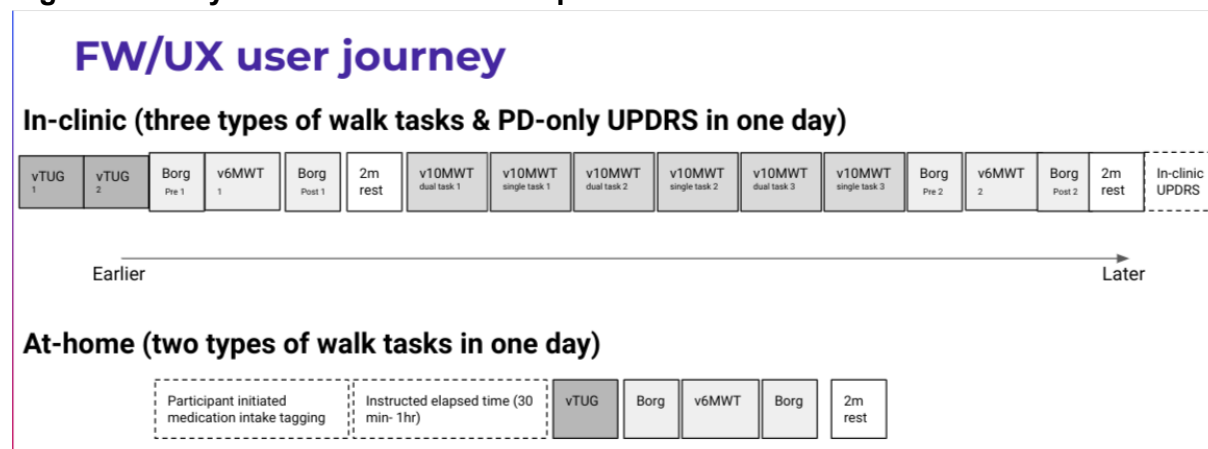 FW/UX user journey
In-clinic (three types of walk tasks & PD-only UPDRS in one day)
vTUG
1
vTUG
2
Borg
Pre 1
v6MWT
1
Borg
Post 1
2m
rest
v10MWT
dual task 1
v10MWT
single task 1
v10MWT
dual task 2
v10MWT
single task 2
v10MWT
dual task 3
v10MWT
single task 3
Borg
Pre 2
v6MWT
2
Borg
Post 2
2m
rest
In-clinic
UPDRS
Earlier
Later
At-home (two types of walk tasks in one day)
Participant initiated
medication intake tagging
Instructed elapsed time (30
min- 1hr)
vTUG
Borg
v6MWT
Borg
2m
rest